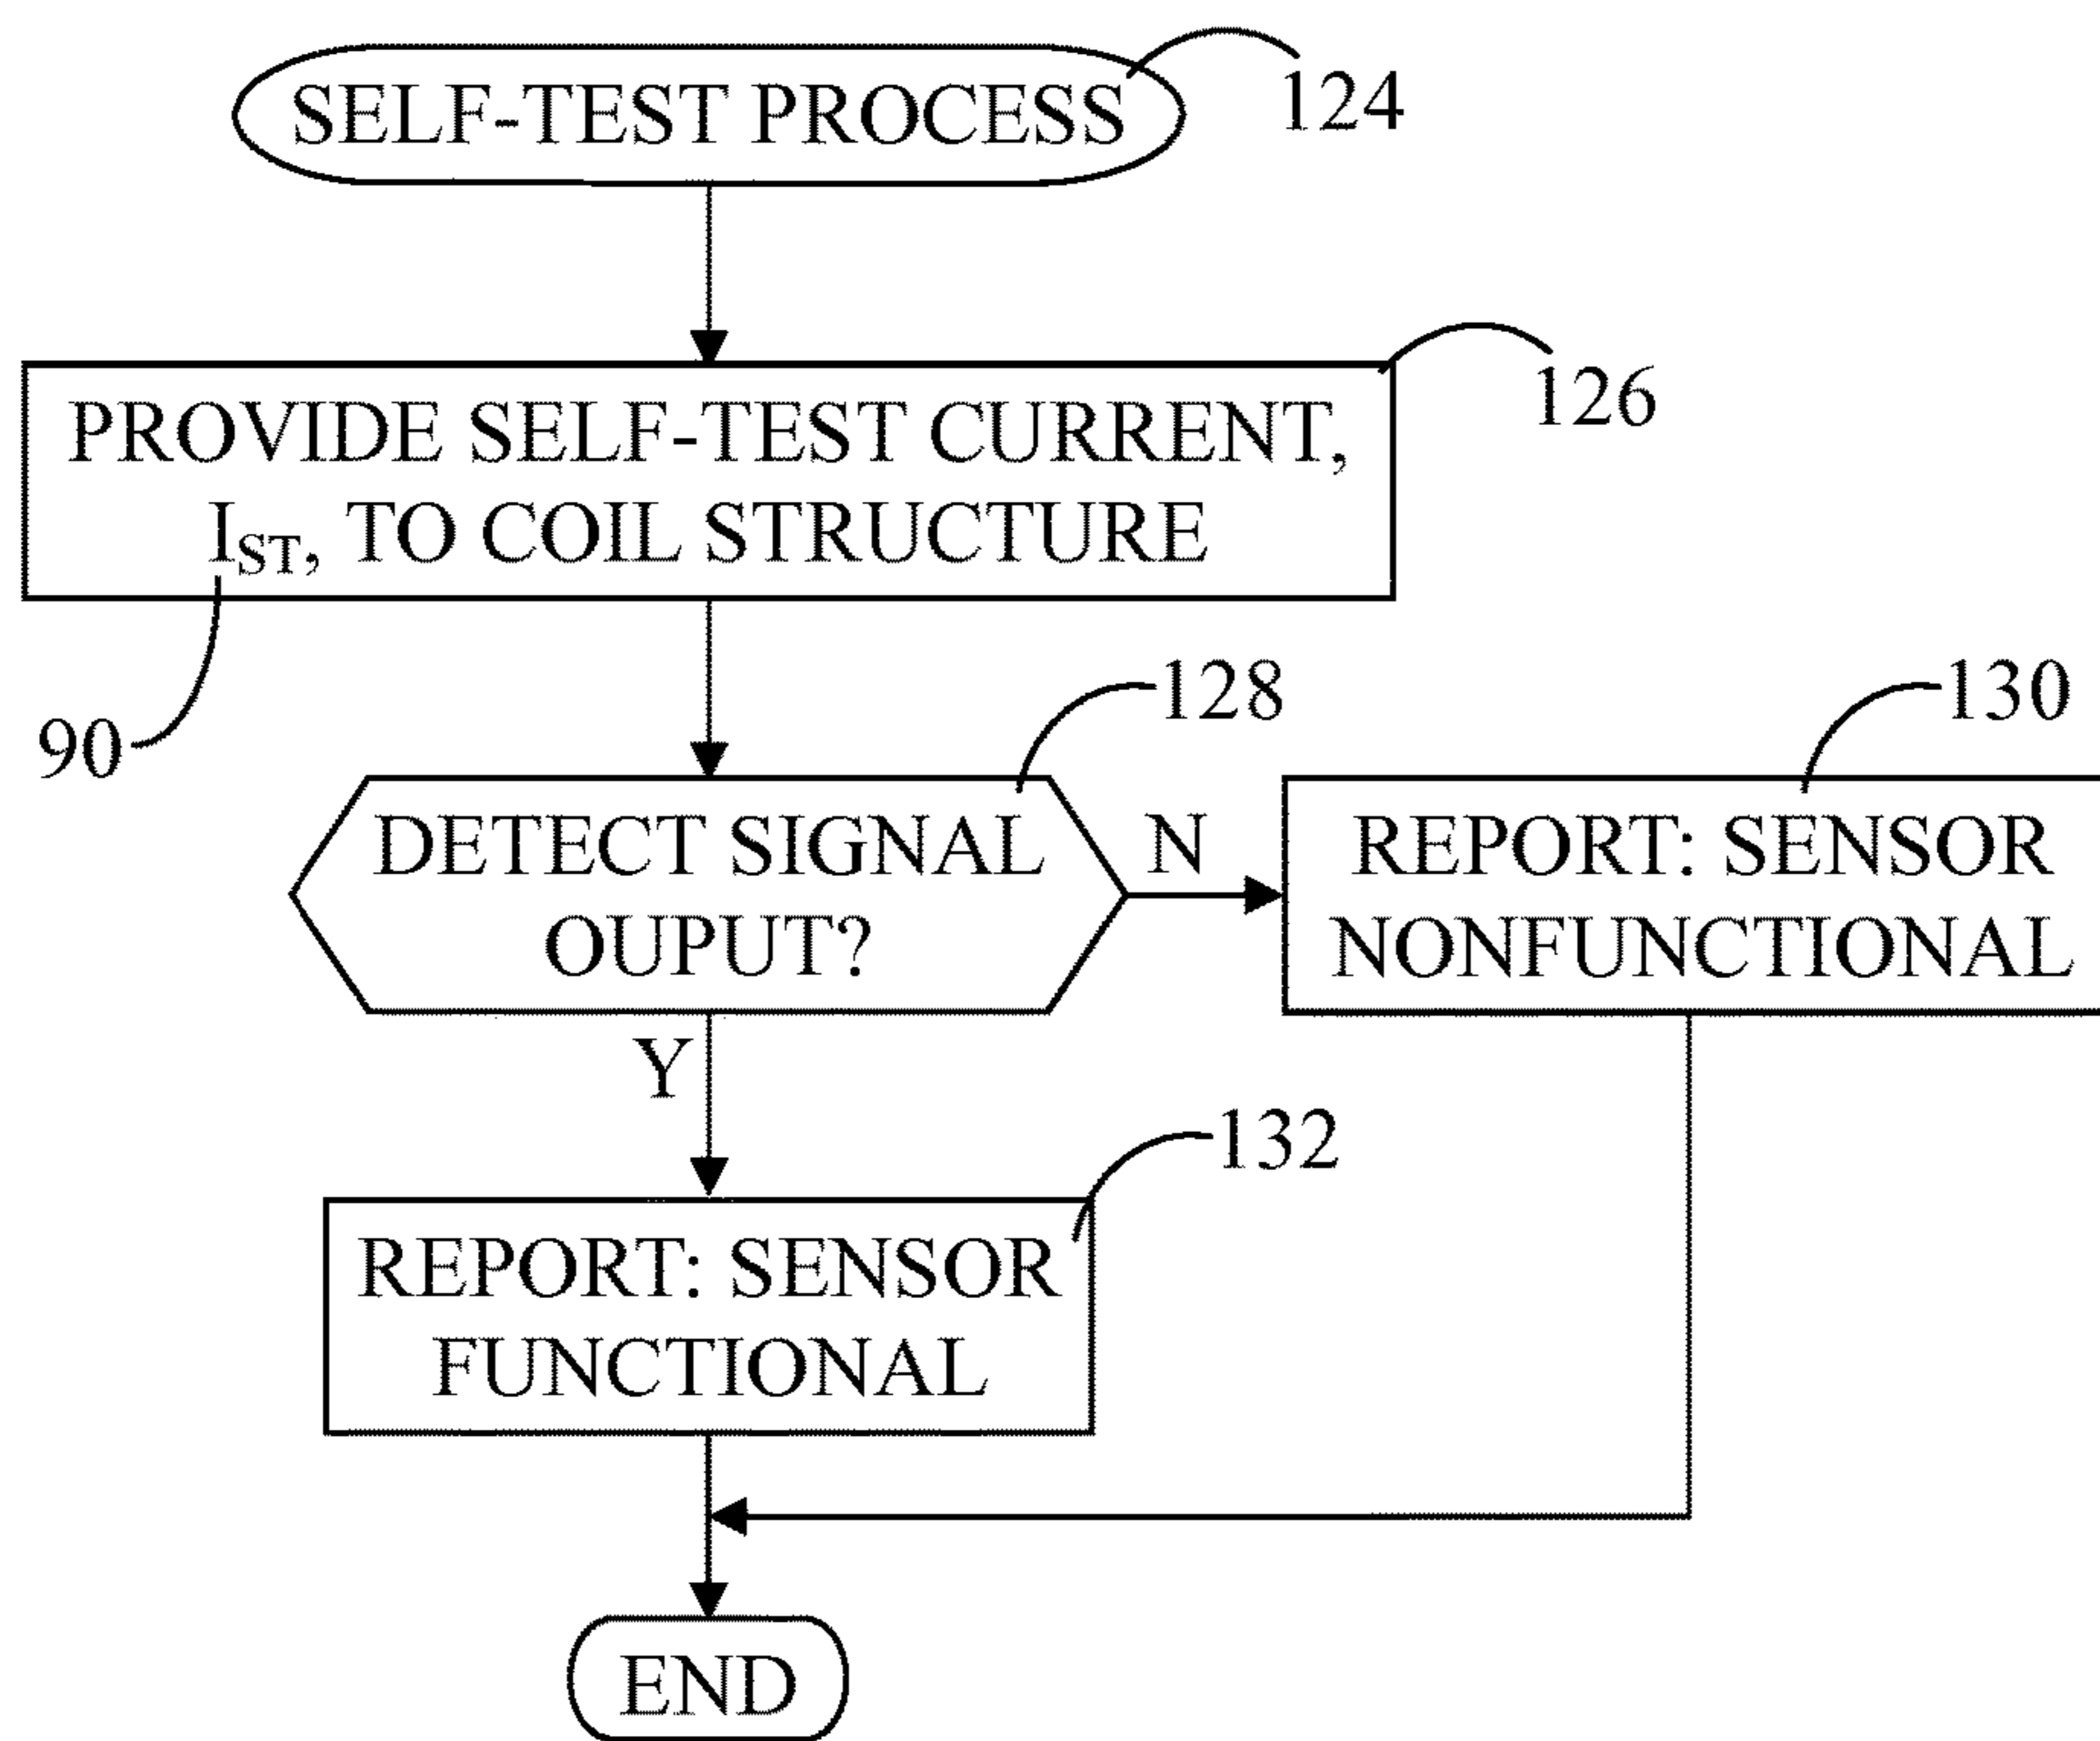 SELF-TEST PROCESS
124
PROVIDE SELF-TEST CURRENT,
I_ST, TO COIL STRUCTURE
126
90
128
DETECT SIGNAL
OUPUT?
N
130
REPORT: SENSOR
NONFUNCTIONAL
Y
132
REPORT: SENSOR
FUNCTIONAL
END